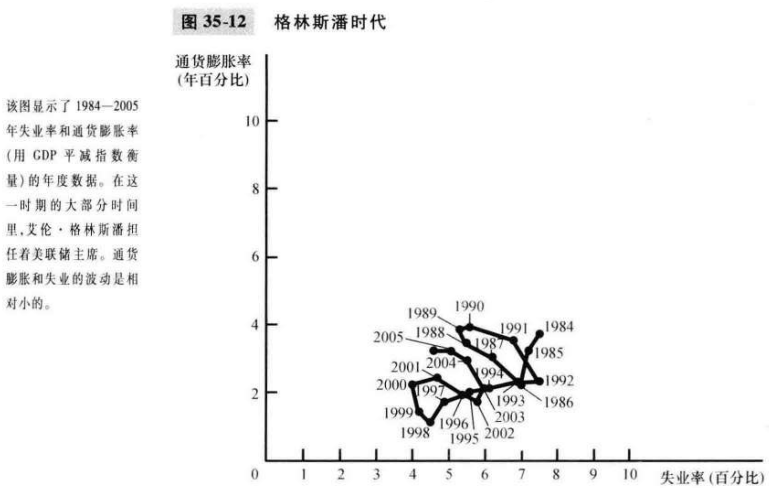 图 35-12 格林斯潘时代
通货膨胀率
(年百分比)
该图显示了 1984—2005
年失业率和通货膨胀率
(用 GDP 平减指数衡
量)的年度数据。在这
一时期的大部分时间
里,艾伦·格林斯潘担
任着美联储主席。通货
膨胀和失业的波动是相
对小的。
10
8
6
4
2
1989
1990
1988
1987
1991
1984
2005
1985
2004
1994
2001
1992
2000
1997
1993
1986
1999
1996
2003
1998
1995
2002
0 1 2 3 4 5 6 7 8 9 10 失业率 (百分比)